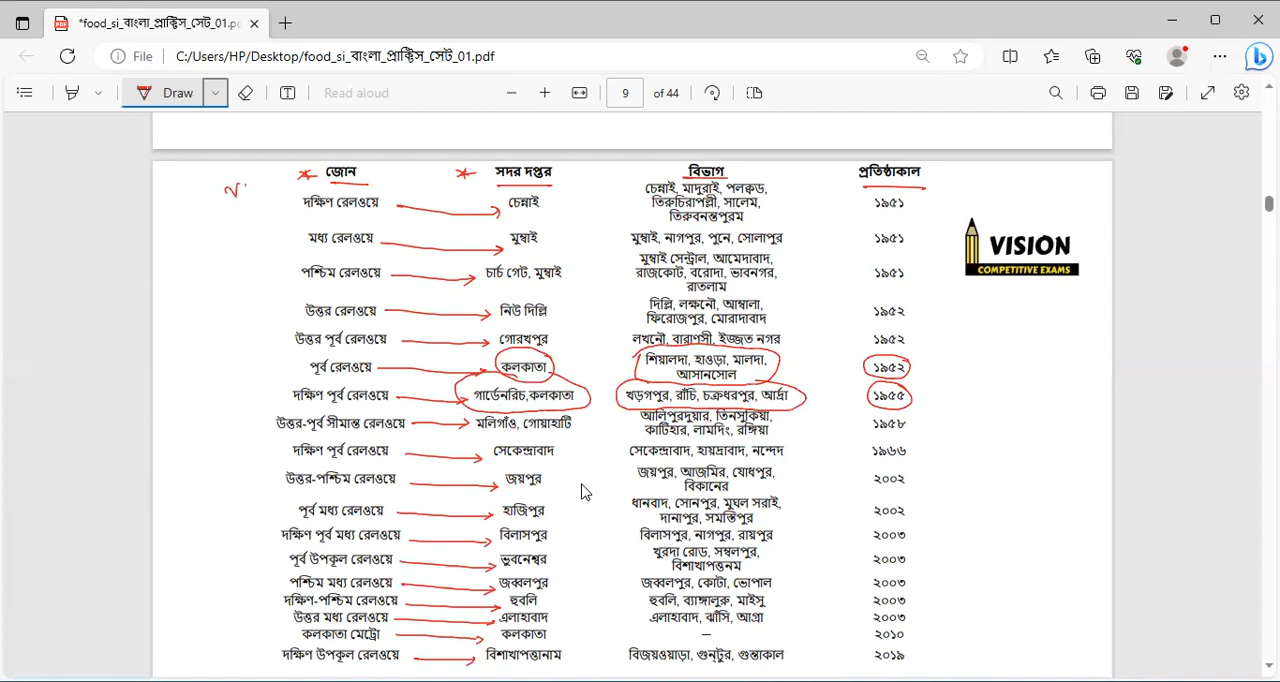 *food_si_বাংলা_প্রাক্টিস_সেট_01.pdf
File C:/Users/HP/Desktop/food_si_বাংলা_প্রাক্টিস_সেট_01.pdf
Draw Read aloud 9 of 44
জোন সদর দপ্তর বিভাগ প্রতিষ্ঠাকাল
চেন্নাই, মাদুরাই, পলক্কড,
দক্ষিণ রেলওয়ে চেন্নাই তিরুচিরাপল্লী, সালেম, ১৯৫১
তিরুবনন্তপুরম
মধ্য রেলওয়ে মুম্বাই মুম্বাই, নাগপুর, পুনে, সোলাপুর ১৯৫১
মুম্বাই সেন্ট্রাল, আমেদাবাদ,
পশ্চিম রেলওয়ে চার্চ গেট, মুম্বাই রাজকোট, বরোদা, ভাবনগর, ১৯৫১
রাতলাম
VISION
COMPETITIVE EXAMS
উত্তর রেলওয়ে নিউ দিল্লি দিল্লি, লক্ষনৌ, আম্বালা, ১৯৫২
ফিরোজপুর, মোরাদাবাদ
উত্তর পূর্ব রেলওয়ে গোরখপুর লখনৌ, বারাণসী, ইজ্জত নগর ১৯৫২
পূর্ব রেলওয়ে কলকাতা শিয়ালদা, হাওড়া, মালদা, ১৯৫২
আসানসোল
দক্ষিণ পূর্ব রেলওয়ে গার্ডেনরিচ,কলকাতা খড়গপুর, রাঁচি, চক্রধরপুর, আর্দ্রা ১৯৫৫
উত্তর-পূর্ব সীমান্ত রেলওয়ে মলিগাঁও, গোয়াহাটি আলিপুরদুয়ার, তিনসুকিয়া, ১৯৫৮
কাটিহার, লামদিং, রঙ্গিয়া
দক্ষিণ পূর্ব রেলওয়ে সেকেন্দ্রাবাদ সেকেন্দ্রাবাদ, হায়দ্রাবাদ, নন্দেদ ১৯৬৬
উত্তর-পশ্চিম রেলওয়ে জয়পুর জয়পুর, আজমির, যোধপুর, ২০০২
বিকানের
পূর্ব মধ্য রেলওয়ে হাজিপুর ধানবাদ, সোনপুর, মুঘল সরাই, ২০০২
দানাপুর, সমস্তিপুর
দক্ষিণ পূর্ব মধ্য রেলওয়ে বিলাসপুর বিলাসপুর, নাগপুর, রায়পুর ২০০৩
পূর্ব উপকূল রেলওয়ে ভুবনেশ্বর খুরদা রোড, সম্বলপুর, ২০০৩
বিশাখাপত্তনম
পশ্চিম মধ্য রেলওয়ে জব্বলপুর জব্বলপুর, কোটা, ভোপাল ২০০৩
দক্ষিণ-পশ্চিম রেলওয়ে হুবলি হুবলি, ব্যাঙ্গালুরু, মাইসু ২০০৩
উত্তর মধ্য রেলওয়ে এলাহাবাদ এলাহাবাদ, ঝাঁসি, আগ্রা ২০০৩
কলকাতা মেট্রো কলকাতা – ২০১০
দক্ষিণ উপকূল রেলওয়ে বিশাখাপত্তানাম বিজয়ওয়াড়া, গুন্টুর, গুন্তাকাল ২০১৯